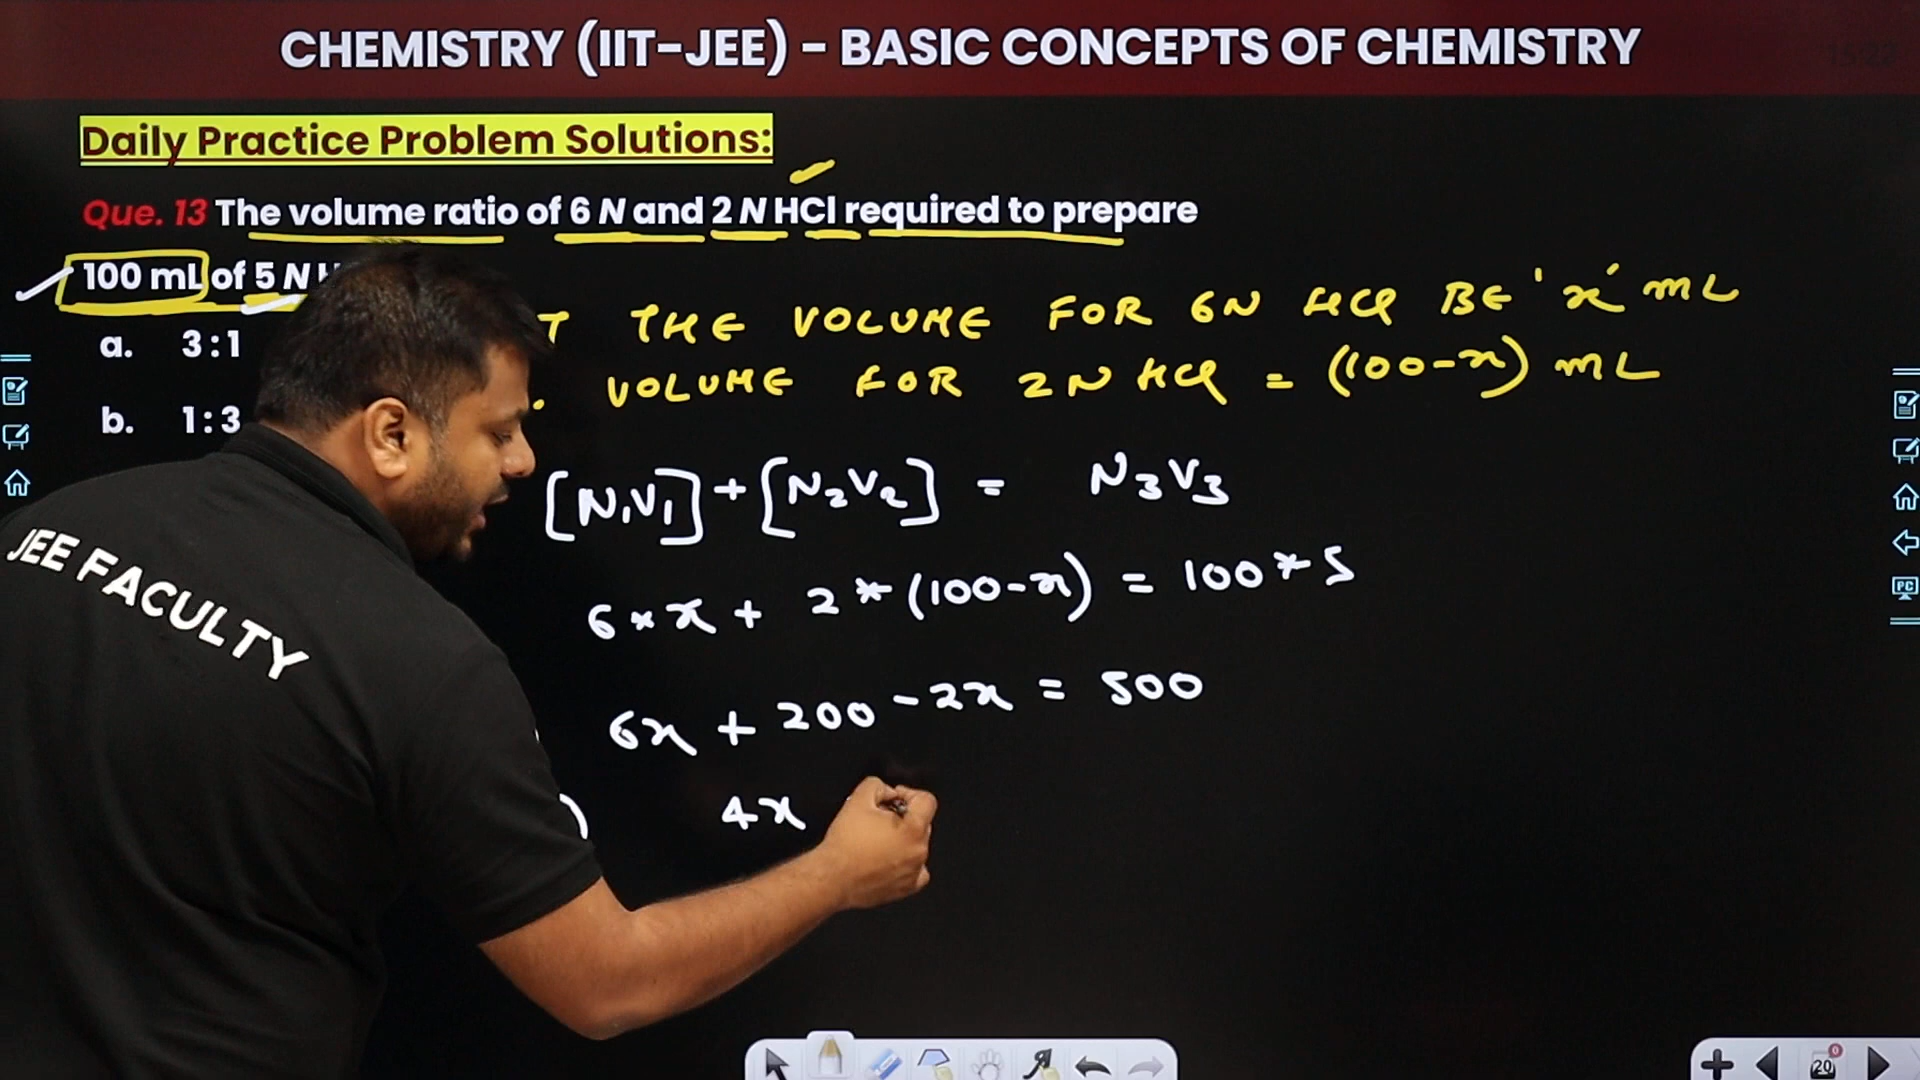 CHEMISTRY (IIT-JEE) - BASIC CONCEPTS OF CHEMISTRY
Daily Practice Problem Solutions:
Que. 13 The volume ratio of 6 N and 2 N HCl required to prepare
100 mL of 5 N
THE VOLUME FOR 6N HCl BE 'x' mL
a. 3 : 1
VOLUME FOR 2N HCl = (100-x) mL
b. 1 : 3
[N₁V₁] + [N₂V₂] = N₃V₃
6 * x + 2 * (100-x) = 100 * 5
6x + 200 - 2x = 500
4x
JEE FACULTY
PC
20